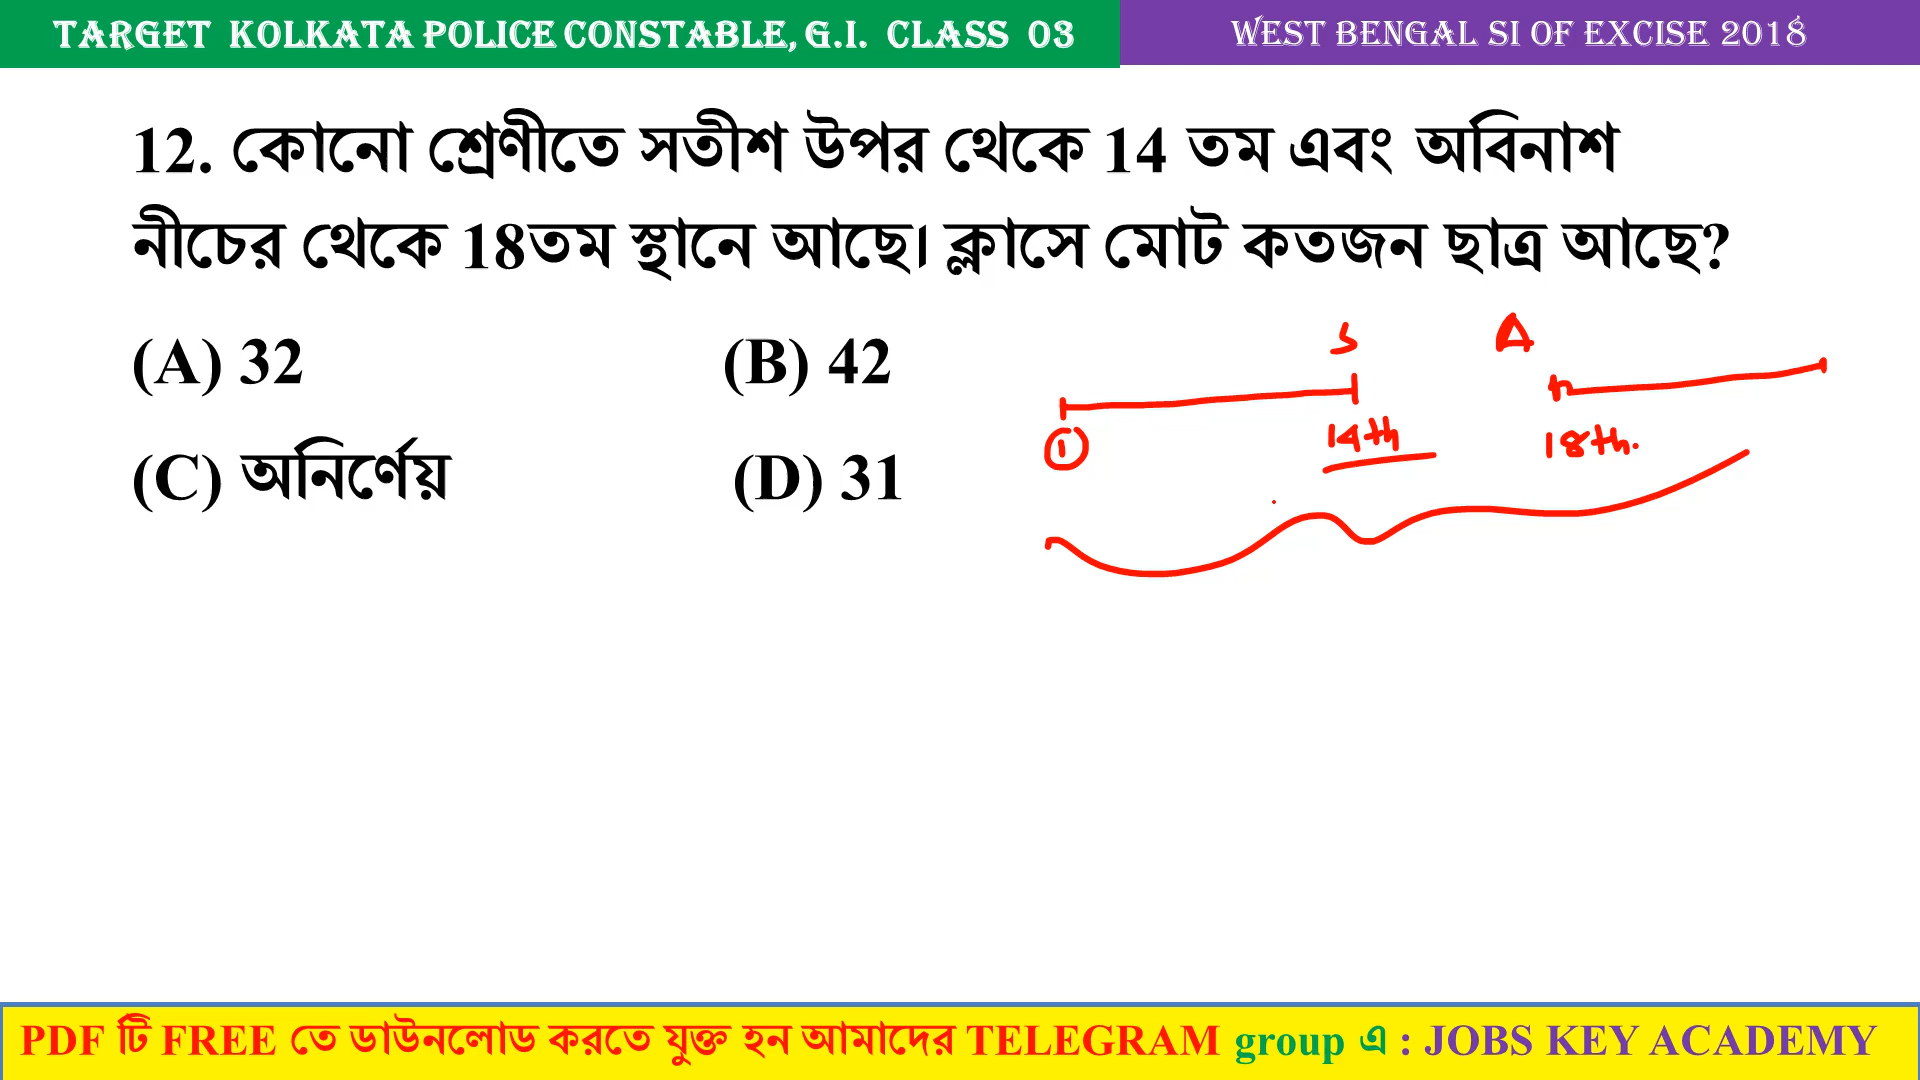 TARGET KOLKATA POLICE CONSTABLE, G.I. CLASS 03
WEST BENGAL SI OF EXCISE 2018
12. কোনো শ্রেণীতে সতীশ উপর থেকে 14 তম এবং অবিনাশ
নীচের থেকে 18তম স্থানে আছে। ক্লাসে মোট কতজন ছাত্র আছে?
(A) 32 (B) 42
(C) অনির্ণেয় (D) 31
S A
1 14th 18th.
PDF টি FREE তে ডাউনলোড করতে যুক্ত হন আমাদের TELEGRAM group এ : JOBS KEY ACADEMY